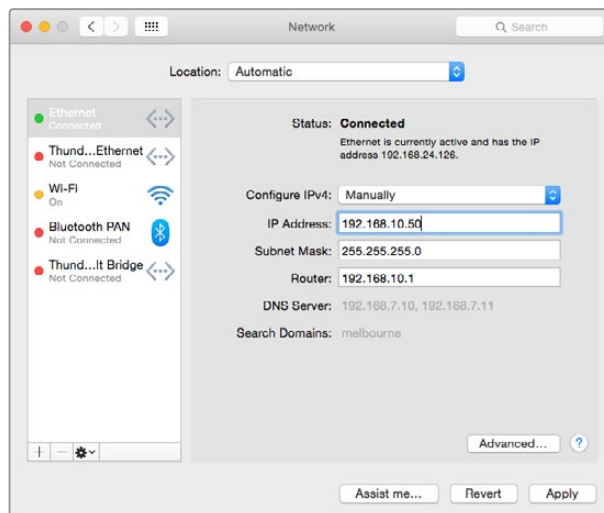 Network
Search
Location: Automatic
Ethernet
Connected
Thund...Ethernet
Not Connected
Wi-Fi
On
Bluetooth PAN
Not Connected
Thund...lt Bridge
Not Connected
Status: Connected
Ethernet is currently active and has the IP
address 192.168.24.126.
Configure IPv4: Manually
IP Address: 192.168.10.50
Subnet Mask: 255.255.255.0
Router: 192.168.10.1
DNS Server: 192.168.7.10, 192.168.7.11
Search Domains: melbourne
Advanced... ?
Assist me... Revert Apply